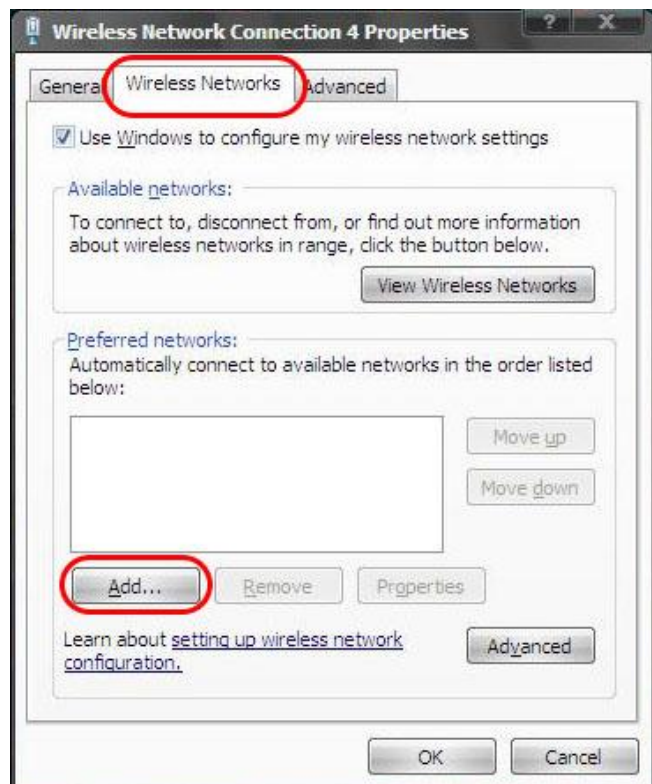 Wireless Network Connection 4 Properties
? X
General Wireless Networks Advanced
Use Windows to configure my wireless network settings
Available networks:
To connect to, disconnect from, or find out more information
about wireless networks in range, click the button below.
View Wireless Networks
Preferred networks:
Automatically connect to available networks in the order listed
below:
Move up
Move down
Add... Remove Properties
Learn about setting up wireless network
configuration.
Advanced
OK Cancel